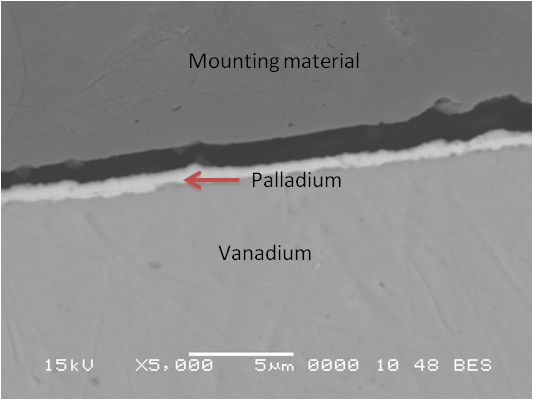 Mounting material
Palladium
Vanadium
15kV X5,000 5μm 0000 10 48 BES